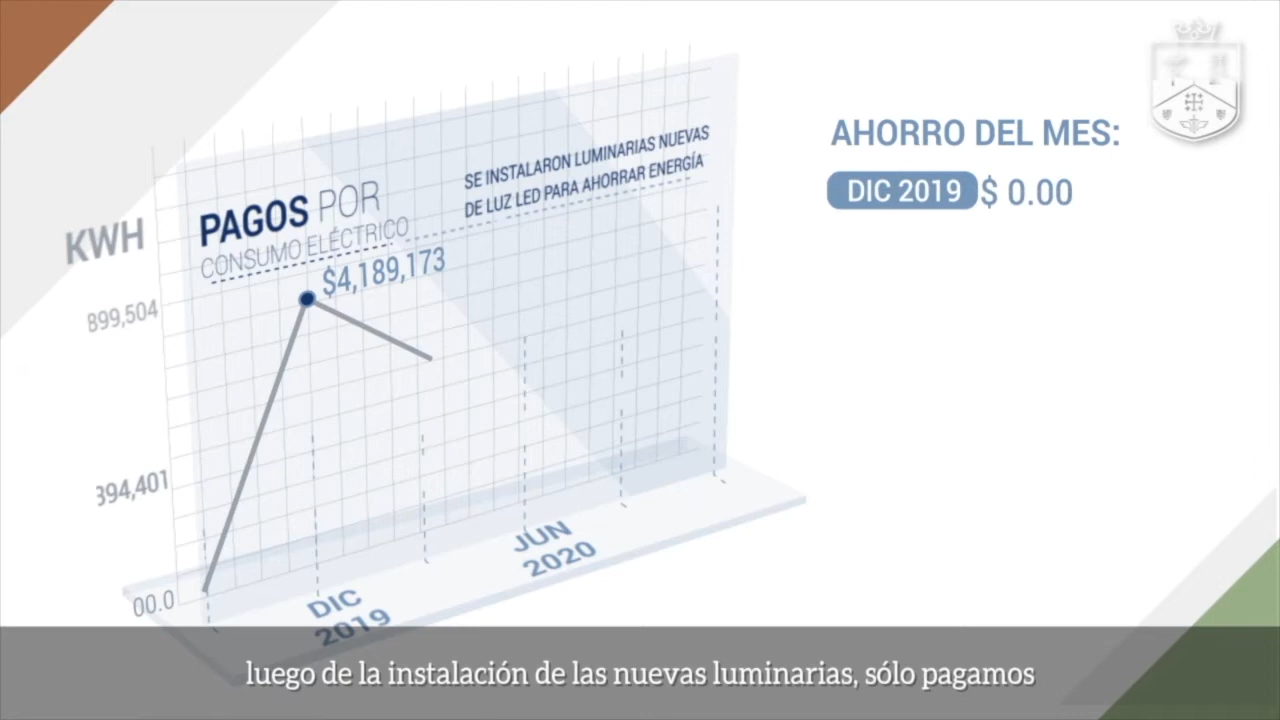 KWH
899,504
394,401
00.0
PAGOS POR
CONSUMO ELÉCTRICO
$4,189,173
SE INSTALARON LUMINARIAS NUEVAS
DE LUZ LED PARA AHORRAR ENERGÍA
DIC
2019
JUN
2020
AHORRO DEL MES:
DIC 2019 $ 0.00
luego de la instalación de las nuevas luminarias, sólo pagamos